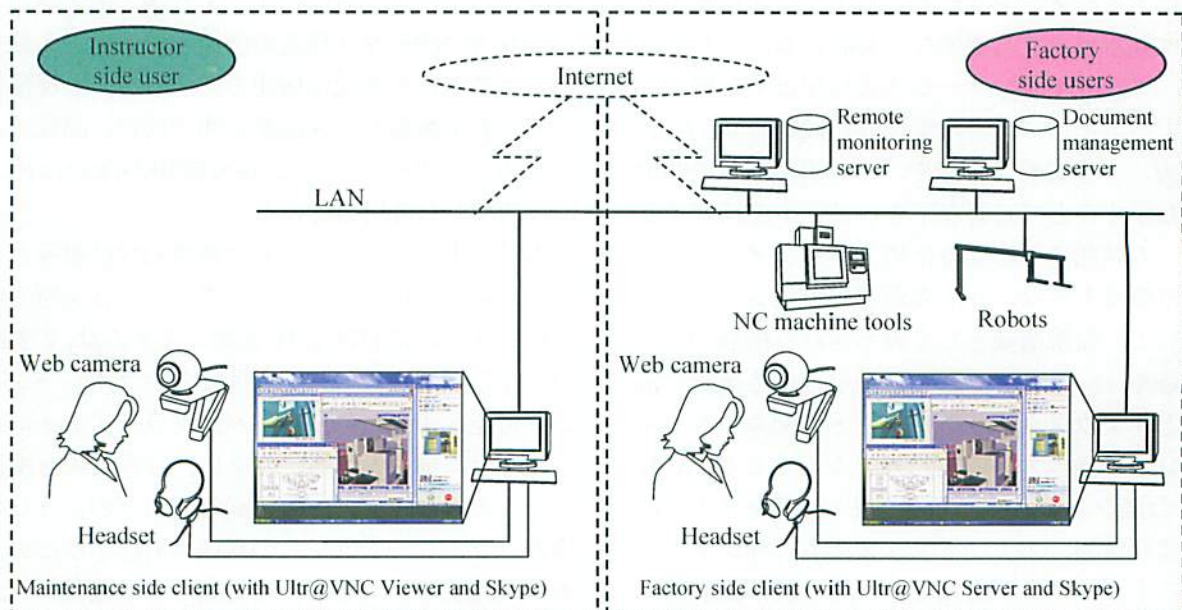 Instructor
side user
Internet
Factory
side users
Remote
monitoring
server
Document
management
server
LAN
NC machine tools
Robots
Web camera
Headset
Maintenance side client (with Ultr@VNC Viewer and Skype)
Web camera
Headset
Factory side client (with Ultr@VNC Server and Skype)